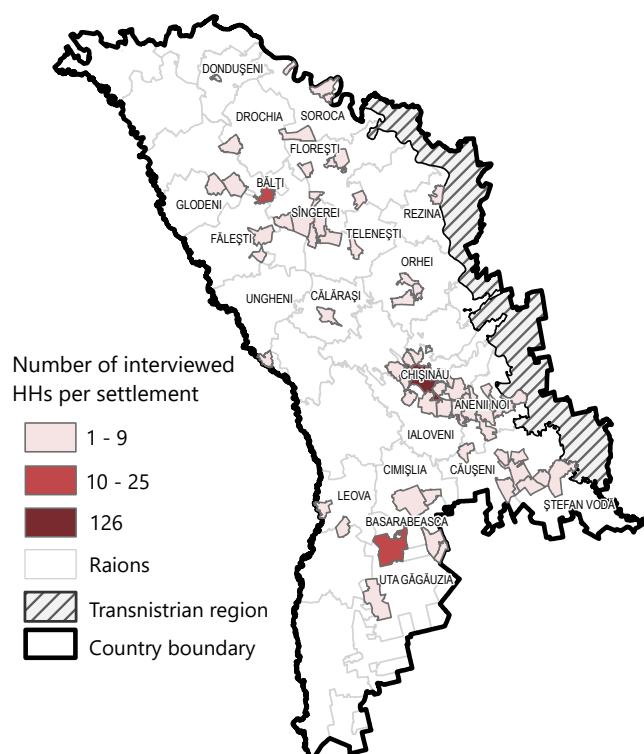 DONDUŞENI
DROCHIA
SOROCA
FLOREŞTI
BĂLŢI
GLODENI
SÎNGEREI
REZINA
FĂLEŞTI
TELENEŞTI
ORHEI
UNGHENI
CĂLĂRAŞI
CHIŞINĂU
ANENII NOI
IALOVENI
CIMIŞLIA
CĂUŞENI
LEOVA
ŞTEFAN VODĂ
BASARABEASCA
UTA GĂGĂUZIA
Number of interviewed
HHs per settlement
1 - 9
10 - 25
126
Raions
Transnistrian region
Country boundary